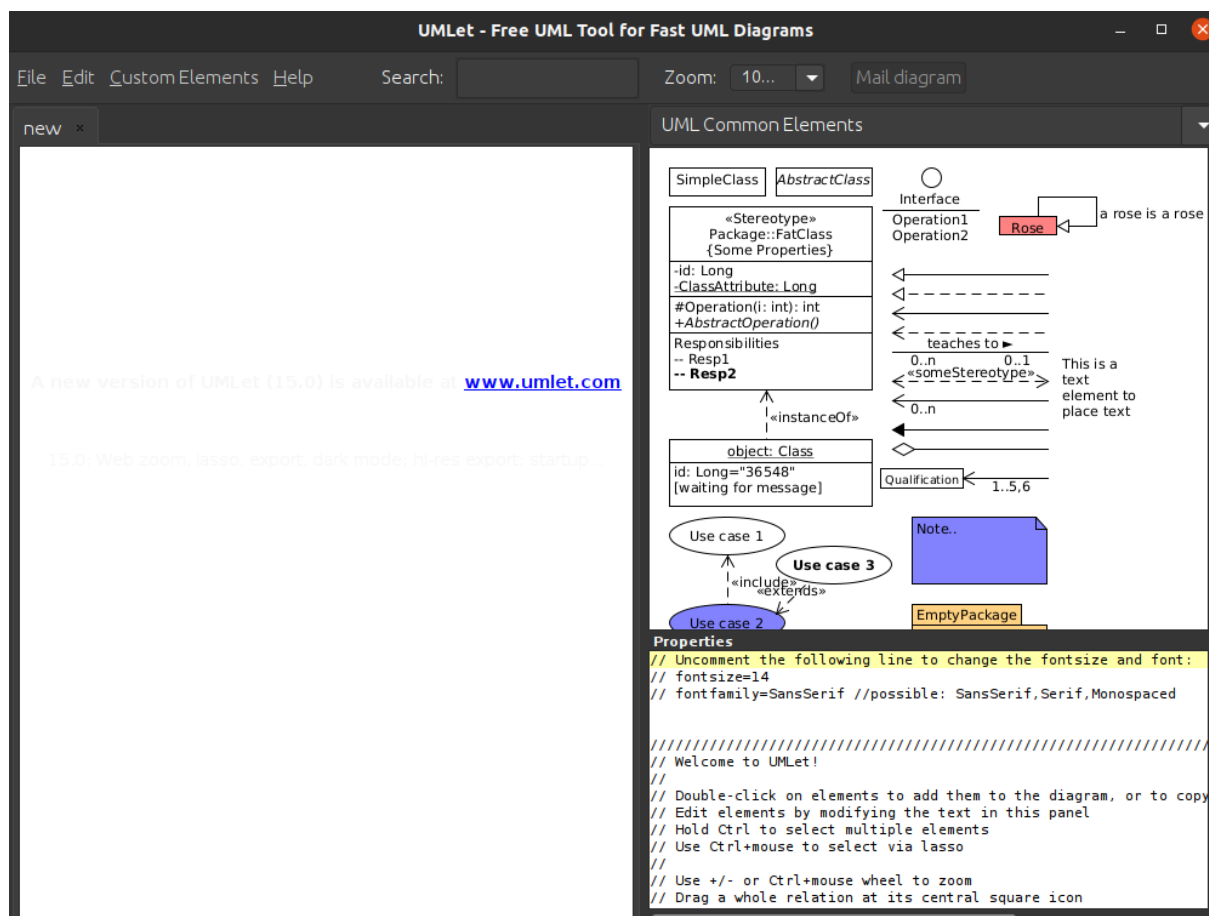 UMLet - Free UML Tool for Fast UML Diagrams
File Edit Custom Elements Help Search: Zoom: 10... Mail diagram
new ×
A new version of UMLet (15.0) is available at www.umlet.com
15.0: Web zoom, lasso, export, dark mode; hi-res export; startup...
UML Common Elements
SimpleClass
AbstractClass
Interface
Operation1
Operation2
Rose
a rose is a rose
«Stereotype»
Package::FatClass
{Some Properties}
-id: Long
-ClassAttribute: Long
#Operation(i: int): int
+AbstractOperation()
Responsibilities
-- Resp1
-- Resp2
teaches to ►
0..n 0..1
«someStereotype»
0..n
This is a
text
element to
place text
«instanceOf»
object: Class
id: Long="36548"
[waiting for message]
Qualification
1..5,6
Use case 1
Use case 3
«include»
«extends»
Use case 2
Note..
EmptyPackage
Properties
// Uncomment the following line to change the fontsize and font:
// fontsize=14
// fontfamily=SansSerif //possible: SansSerif,Serif,Monospaced
//////////////////////////////////////////////////////////////////
// Welcome to UMLet!
//
// Double-click on elements to add them to the diagram, or to copy
// Edit elements by modifying the text in this panel
// Hold Ctrl to select multiple elements
// Use Ctrl+mouse to select via lasso
//
// Use +/- or Ctrl+mouse wheel to zoom
// Drag a whole relation at its central square icon